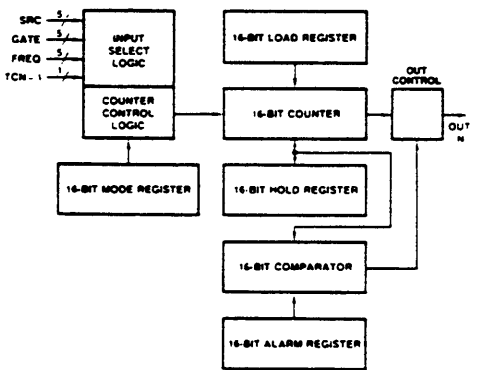 SRC 5
GATE 5
FREQ 5
TCN-1 1
INPUT
SELECT
LOGIC
COUNTER
CONTROL
LOGIC
16-BIT MODE REGISTER
16-BIT LOAD REGISTER
16-BIT COUNTER
OUT
CONTROL
OUT
N
16-BIT HOLD REGISTER
16-BIT COMPARATOR
16-BIT ALARM REGISTER